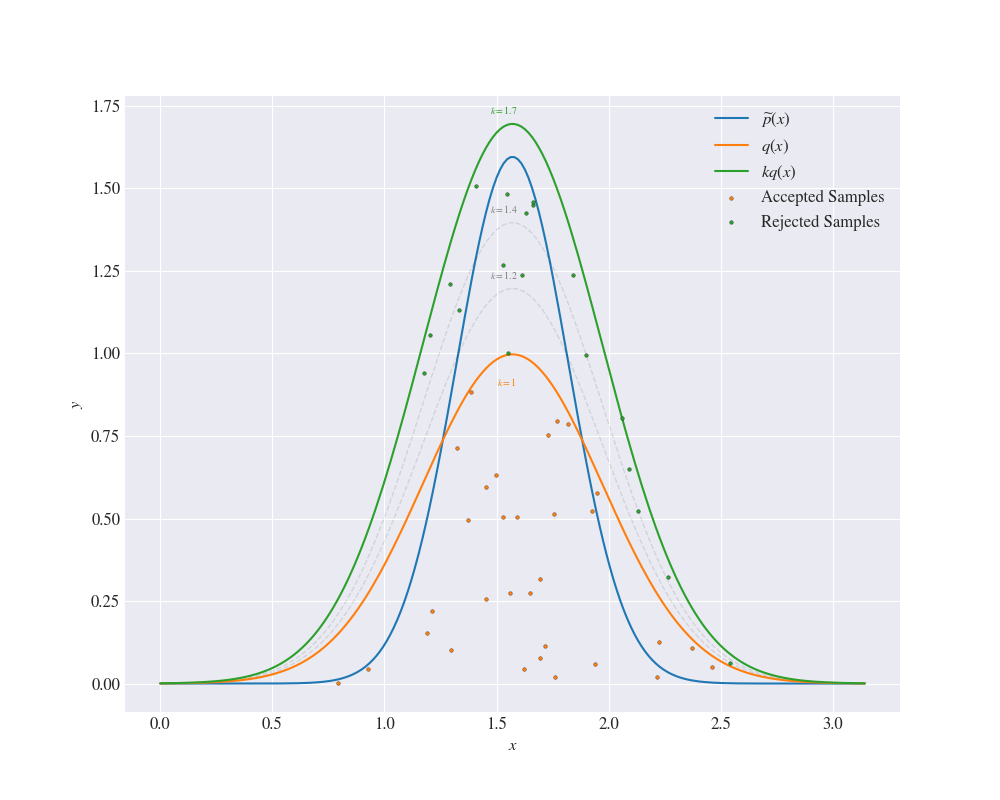 k = 1.7
k = 1.4
k = 1.2
k = 1
p̃(x)
q(x)
kq(x)
Accepted Samples
Rejected Samples
1.75
1.50
1.25
1.00
0.75
0.50
0.25
0.00
y
0.0 0.5 1.0 1.5 2.0 2.5 3.0
x